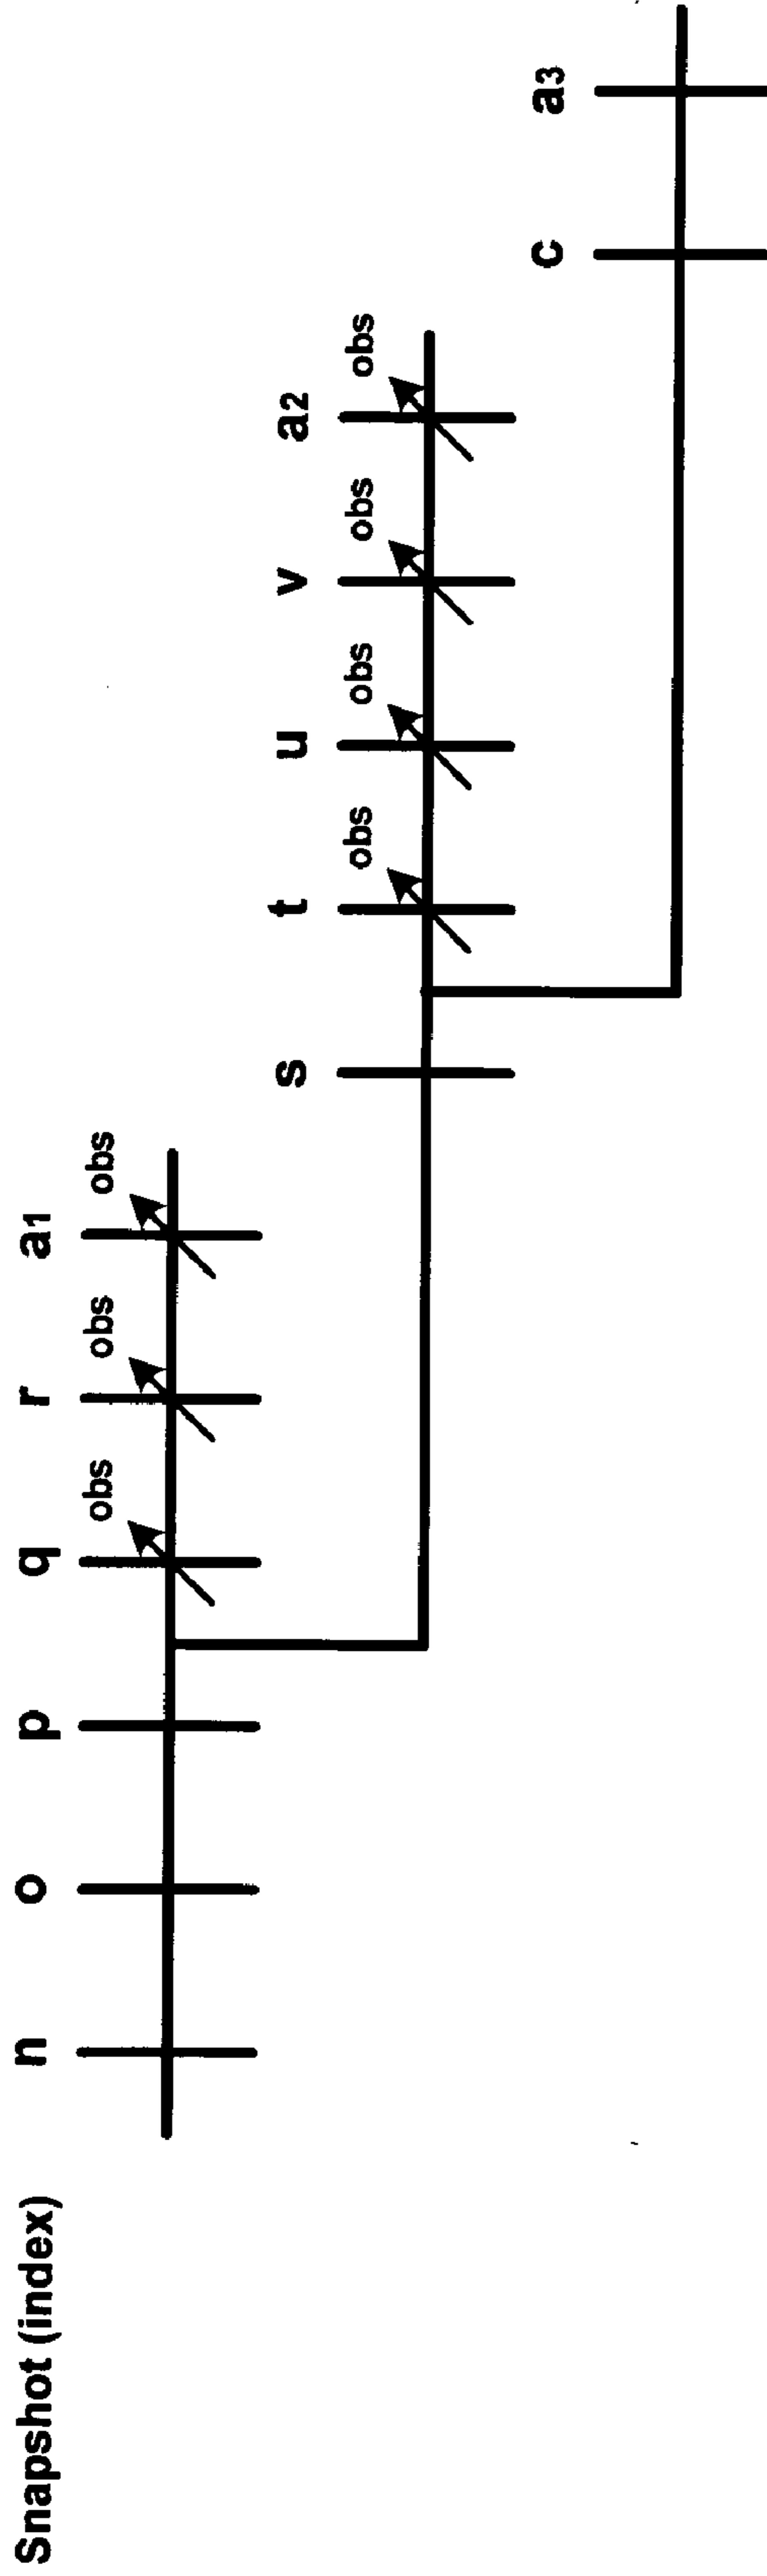 Snapshot (index) n o p q r a1
obs obs obs
s t u v a2
obs obs obs obs
c a3